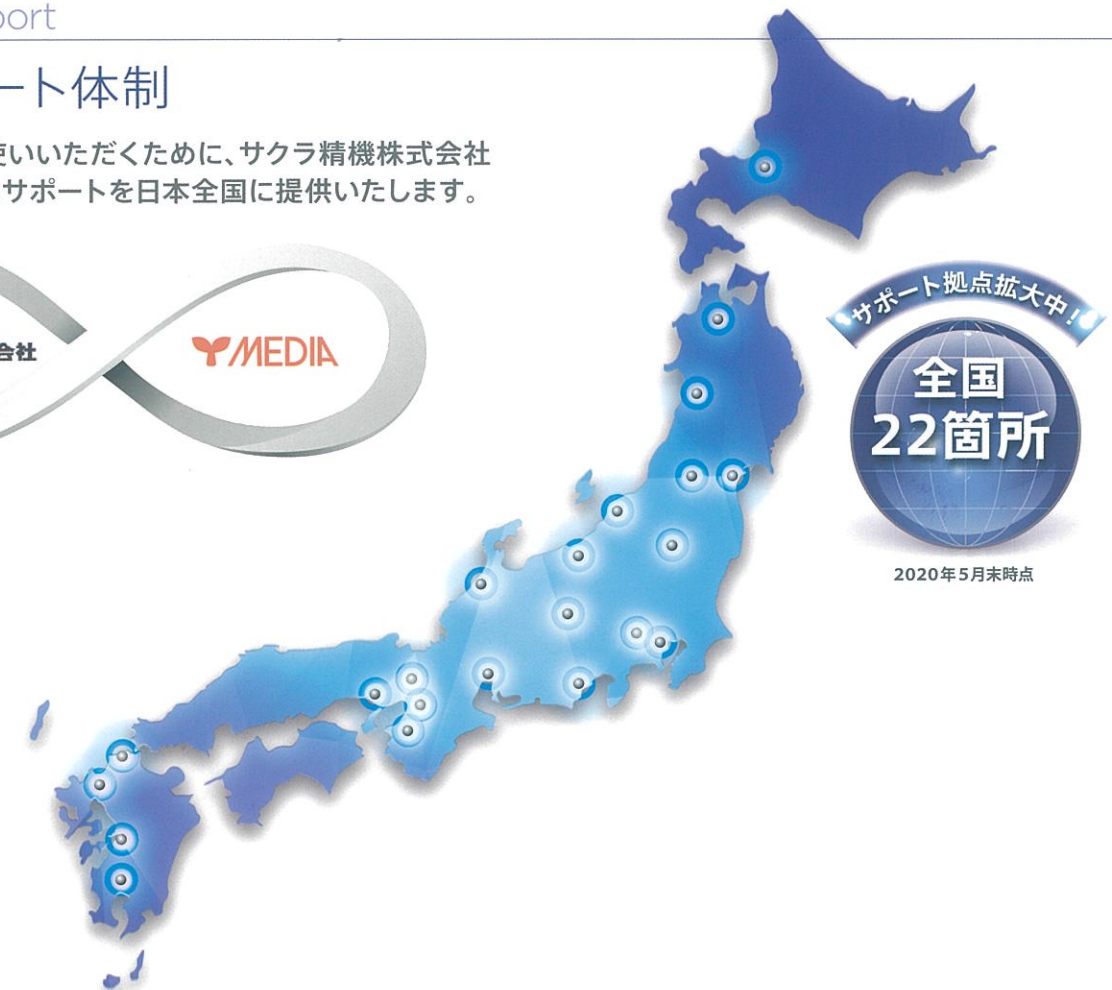 port
ート体制
使いいただくために、サクラ精機株式会社
サポートを日本全国に提供いたします。
会社
MEDIA
サポート拠点拡大中!
全国
22箇所
2020年5月末時点